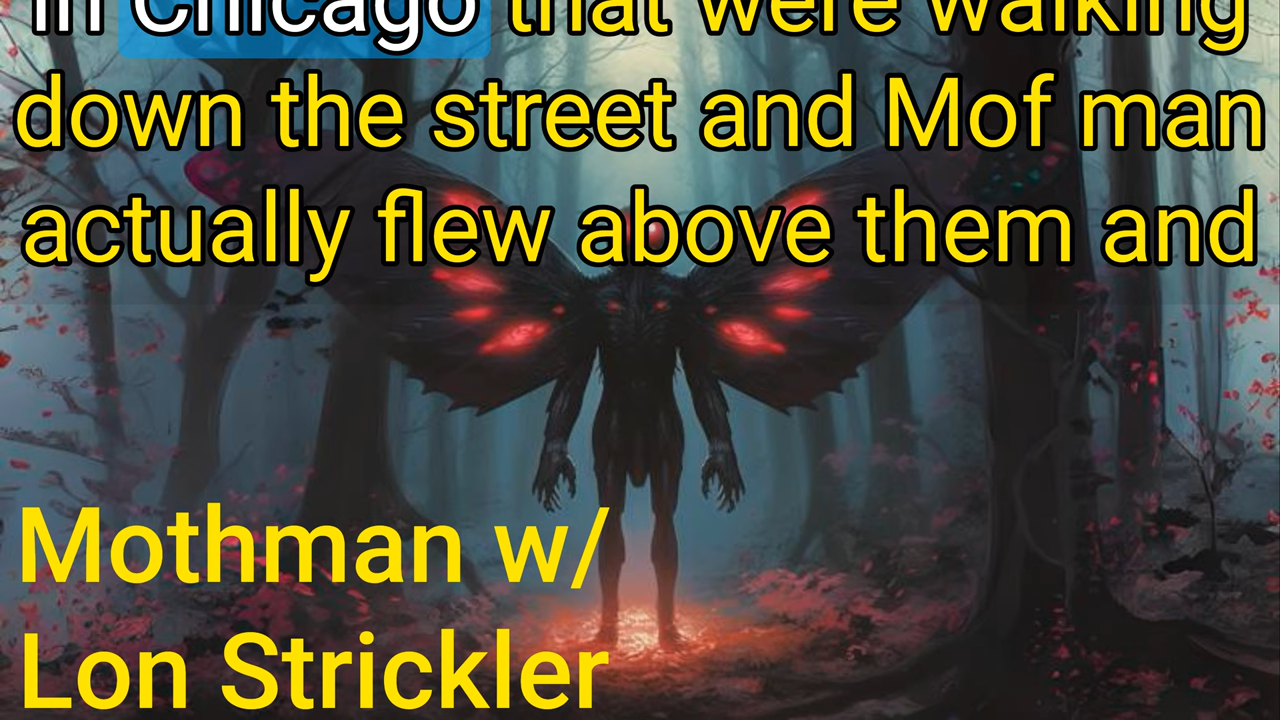 in Chicago that were walking
down the street and Mof man
actually flew above them and
Mothman w/
Lon Strickler